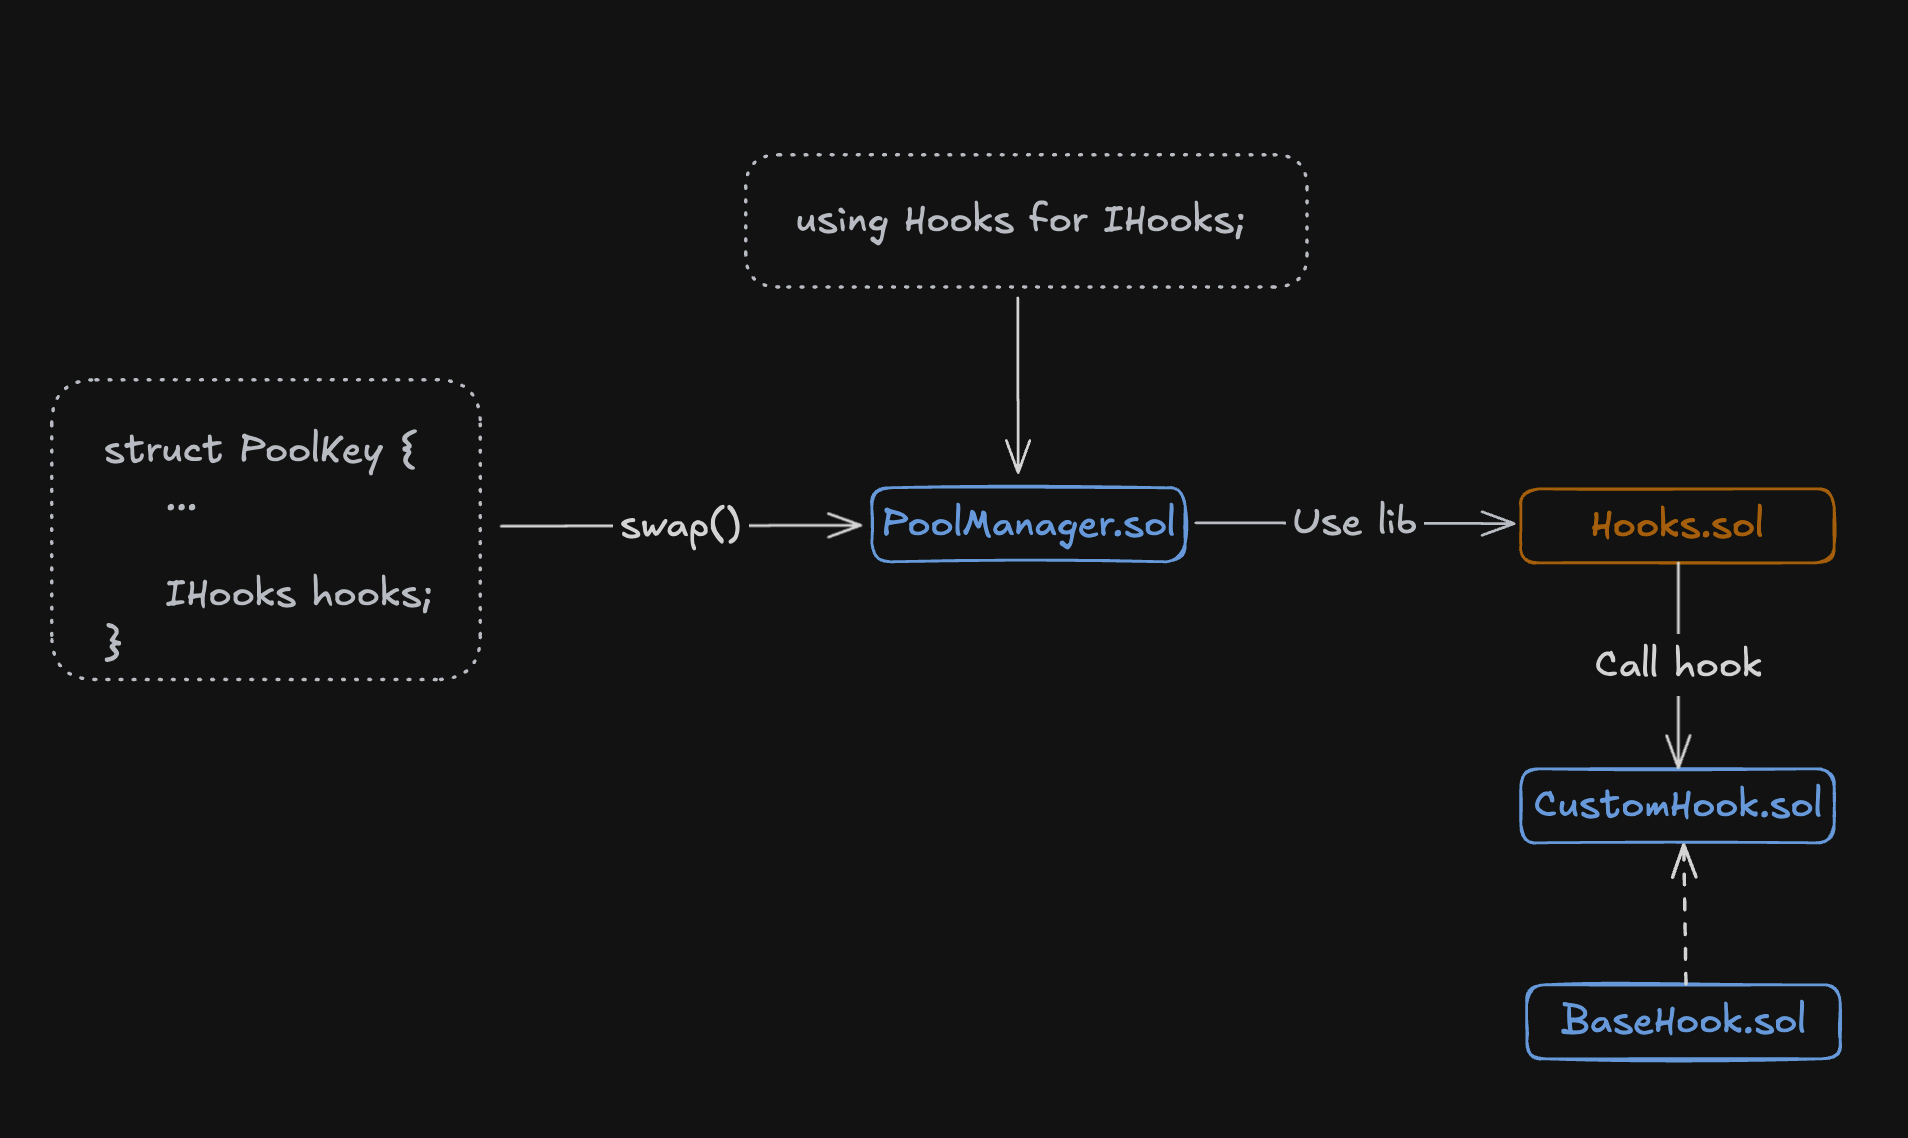 using Hooks for IHooks;
struct PoolKey {
...
IHooks hooks;
}
swap()
PoolManager.sol
Use lib
Hooks.sol
Call hook
CustomHook.sol
BaseHook.sol